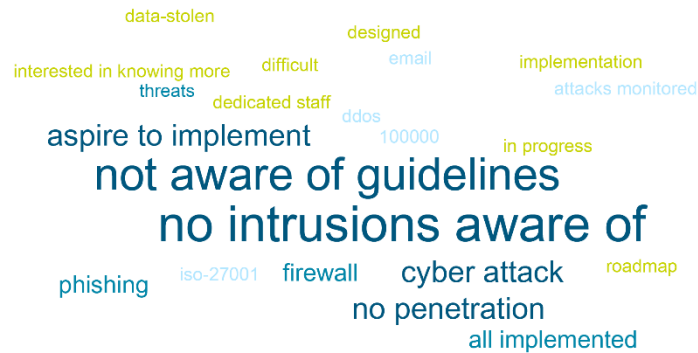 data-stolen
designed
email
implementation
interested in knowing more
difficult
threats
attacks monitored
dedicated staff
ddos
aspire to implement
100000
in progress
not aware of guidelines
no intrusions aware of
phishing
iso-27001
firewall
cyber attack
roadmap
no penetration
all implemented